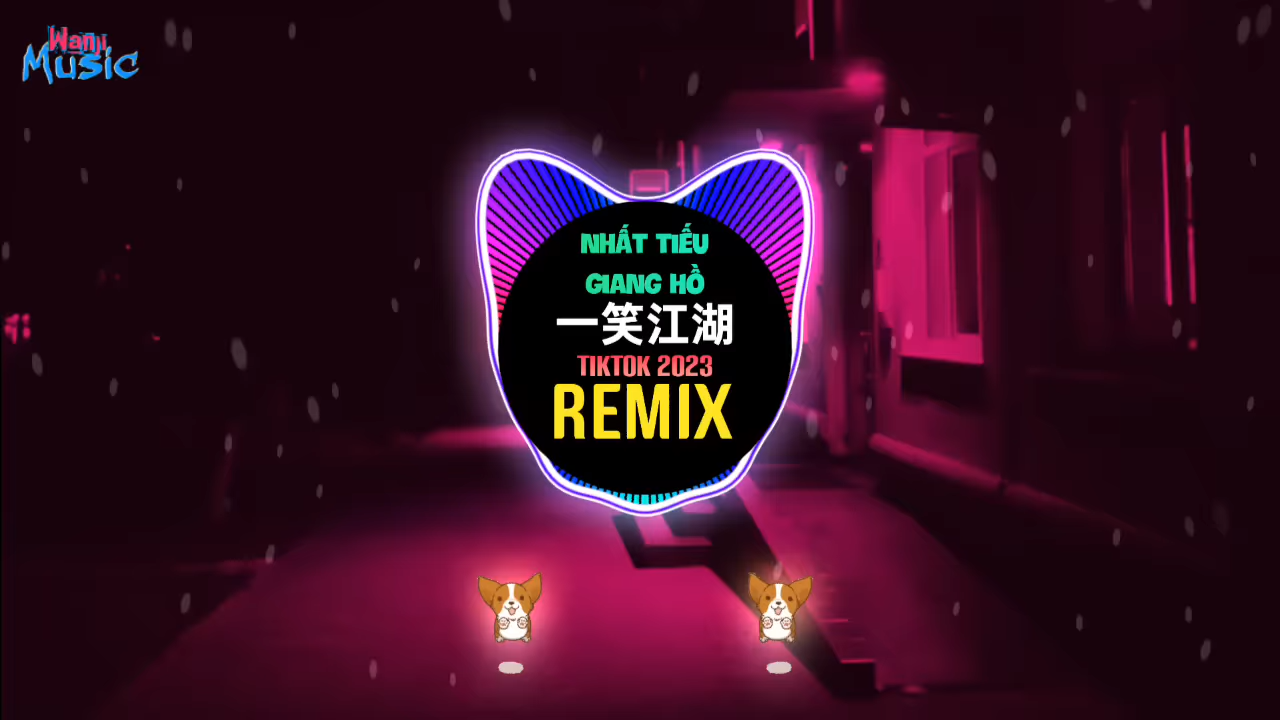 Wanji
Music
NHẤT TIẾU
GIANG HỒ
一笑江湖
TIKTOK 2023
REMIX